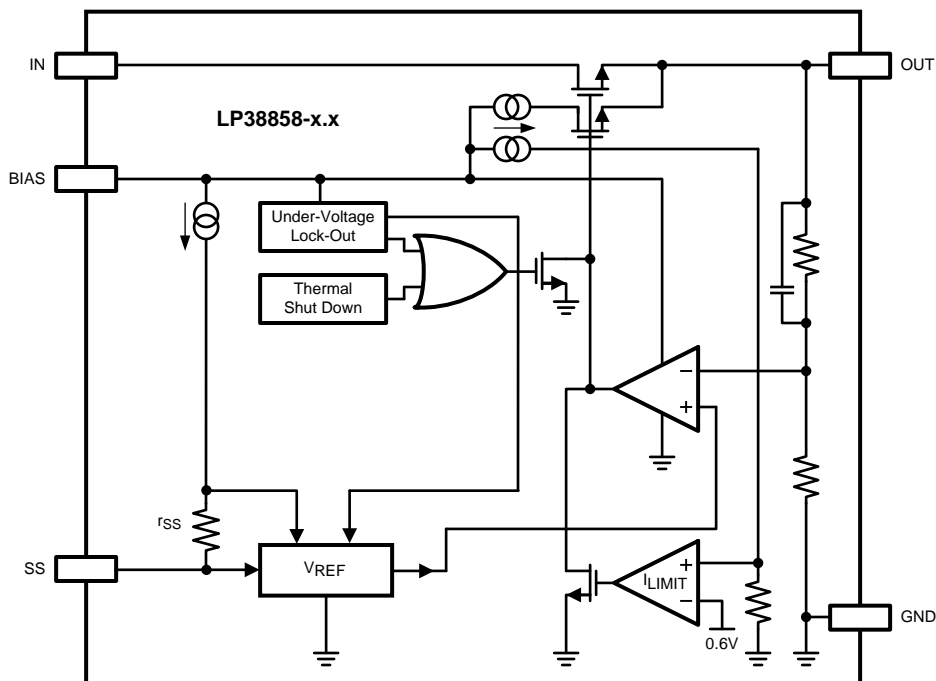 IN
OUT
LP38858-x.x
BIAS
Under-Voltage
Lock-Out
Thermal
Shut Down
−
+
rSS
SS
VREF
+
ILIMIT
−
0.6V
GND